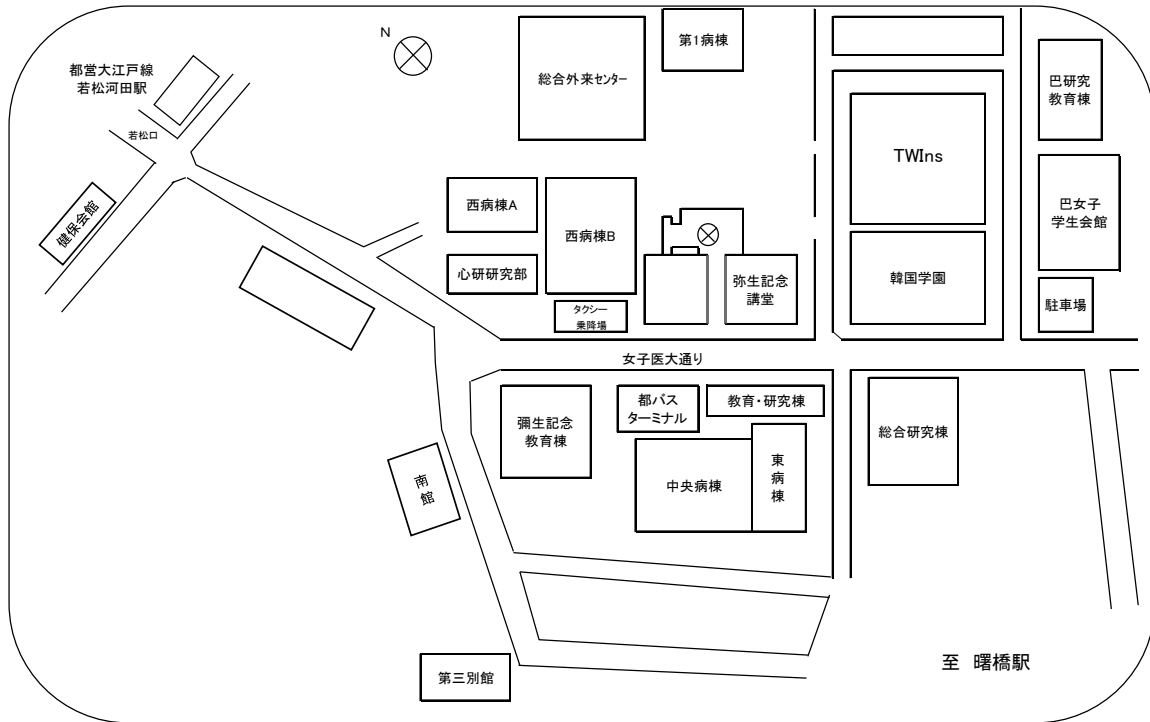 N
第1病棟
都営大江戸線
若松河田駅
総合外来センター
巴研究
教育棟
若松口
TWIns
健保会館
西病棟A
西病棟B
巴女子
学生会館
心研研究部
弥生記念
講堂
韓国学園
駐車場
タクシー
乗降場
女子医大通り
彌生記念
教育棟
都バス
ターミナル
教育・研究棟
総合研究棟
中央病棟
東
病
棟
南
館
至 曙橋駅
第三別館